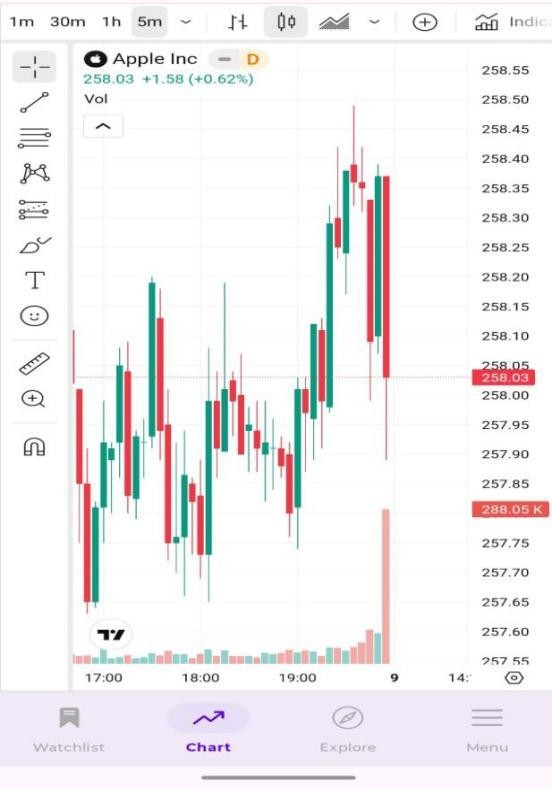 1m 30m 1h 5m Indic
Apple Inc D
258.03 +1.58 (+0.62%)
Vol
258.55
258.50
258.45
258.40
258.35
258.30
258.25
258.20
258.15
258.10
258.05
258.03
258.00
257.95
257.90
257.85
288.05 K
257.75
257.70
257.65
257.60
257.55
T
17:00 18:00 19:00 9 14:
Watchlist Chart Explore Menu